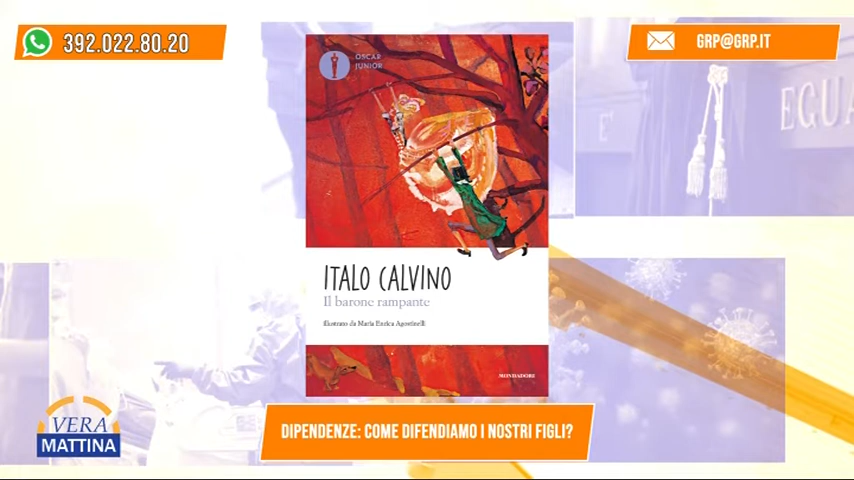 392.022.80.20
GRP@GRP.IT
OSCAR
JUNIOR
EGUA
ITALO CALVINO
Il barone rampante
illustrato da Maria Enrica Agostinelli
MONDADORI
VERA
MATTINA
DIPENDENZE: COME DIFENDIAMO I NOSTRI FIGLI?